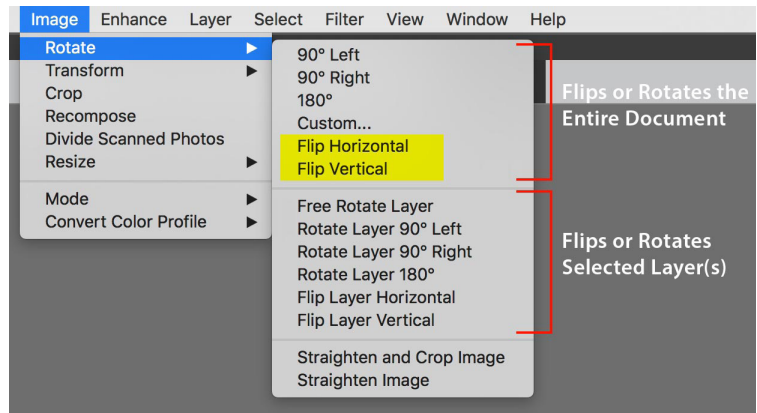 Image Enhance Layer Select Filter View Window Help
Rotate
Transform
Crop
Recompose
Divide Scanned Photos
Resize
Mode
Convert Color Profile
90° Left
90° Right
180°
Custom...
Flip Horizontal
Flip Vertical
Free Rotate Layer
Rotate Layer 90° Left
Rotate Layer 90° Right
Rotate Layer 180°
Flip Layer Horizontal
Flip Layer Vertical
Straighten and Crop Image
Straighten Image
Flips or Rotates the
Entire Document
Flips or Rotates
Selected Layer(s)